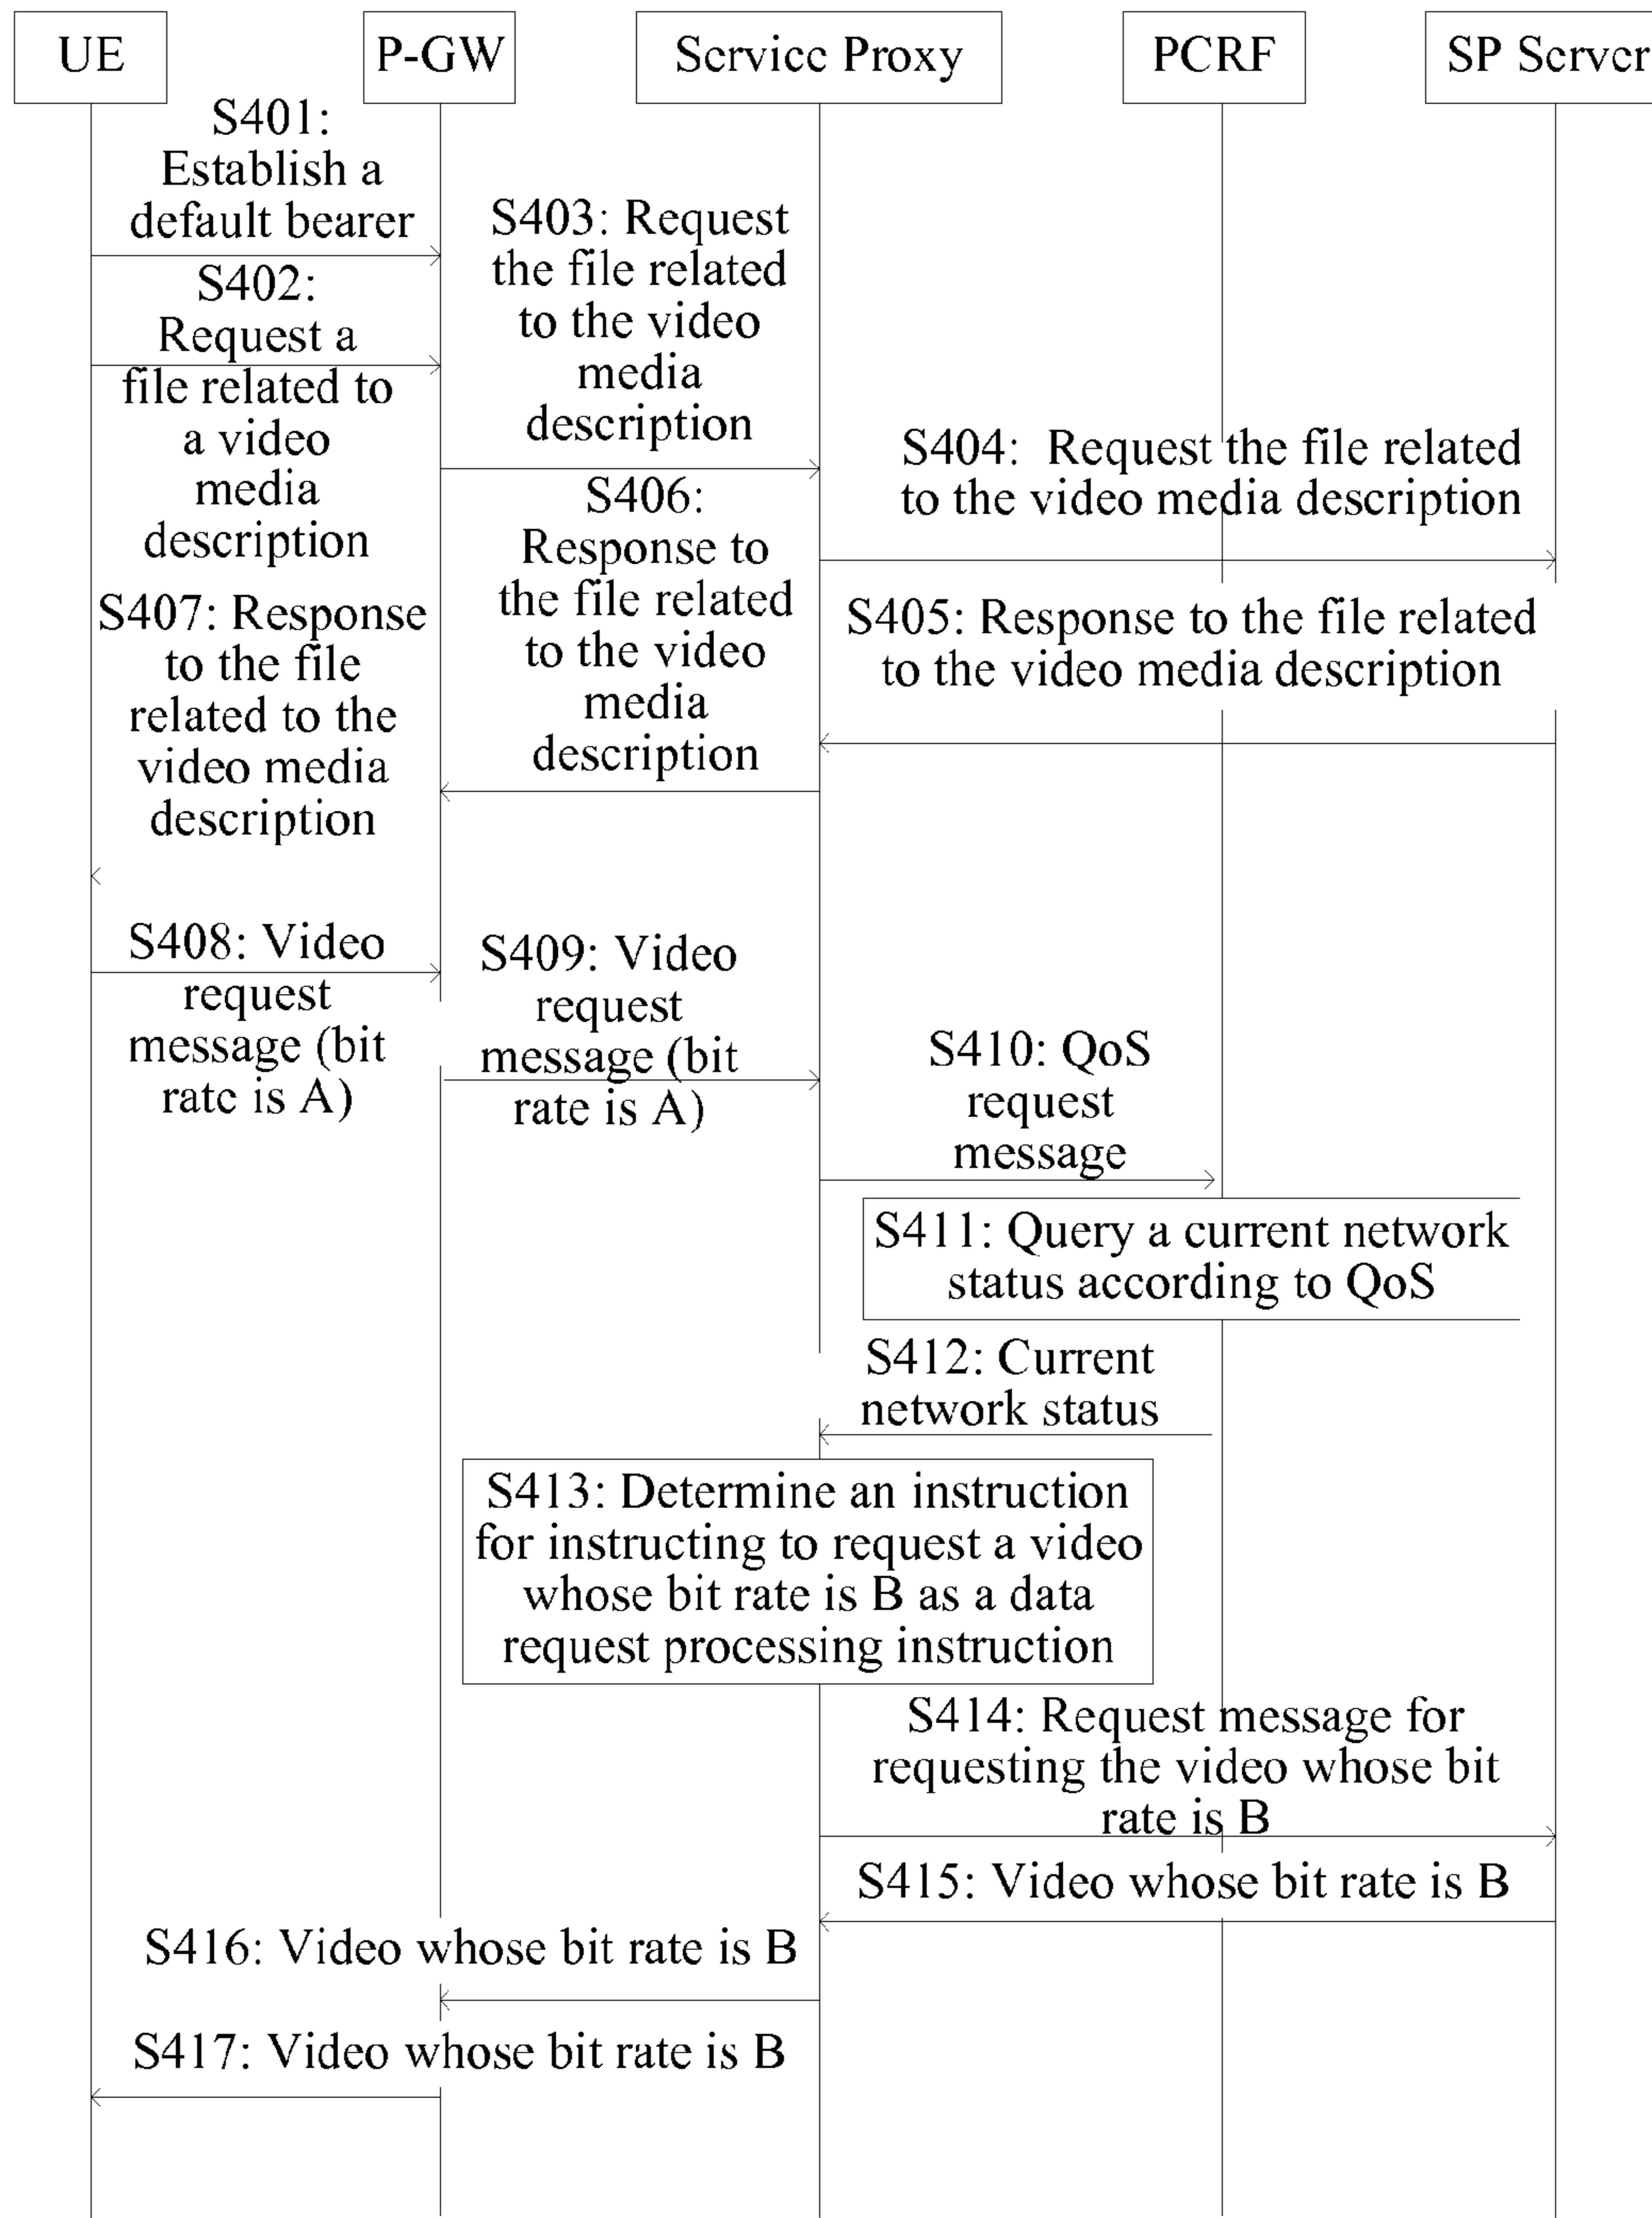 UE
P-GW
Service Proxy
PCRF
SP Server
S401:
Establish a
default bearer
S402:
Request a
file related to
a video
media
description
S403: Request
the file related
to the video
media
description
S404: Request the file related
to the video media description
S405: Response to the file related
to the video media description
S406:
Response to
the file related
to the video
media
description
S407: Response
to the file
related to the
video media
description
S408: Video
request
message (bit
rate is A)
S409: Video
request
message (bit
rate is A)
S410: QoS
request
message
S411: Query a current network
status according to QoS
S412: Current
network status
S413: Determine an instruction
for instructing to request a video
whose bit rate is B as a data
request processing instruction
S414: Request message for
requesting the video whose bit
rate is B
S415: Video whose bit rate is B
S416: Video whose bit rate is B
S417: Video whose bit rate is B